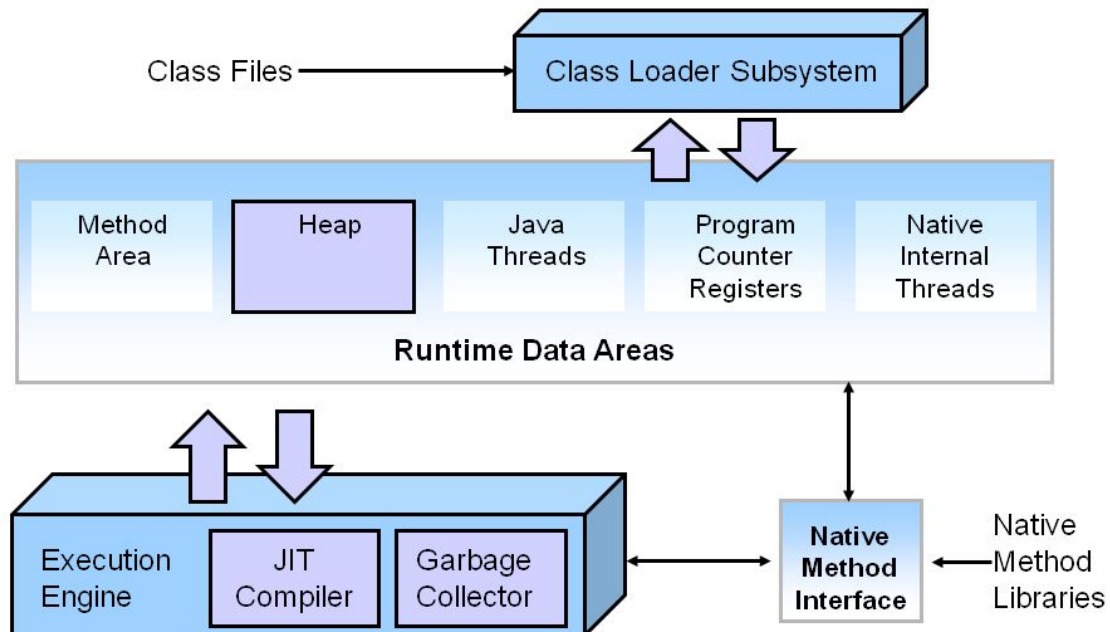 Class Files
Class Loader Subsystem
Method
Area
Heap
Java
Threads
Program
Counter
Registers
Native
Internal
Threads
Runtime Data Areas
Execution
Engine
JIT
Compiler
Garbage
Collector
Native
Method
Interface
Native
Method
Libraries